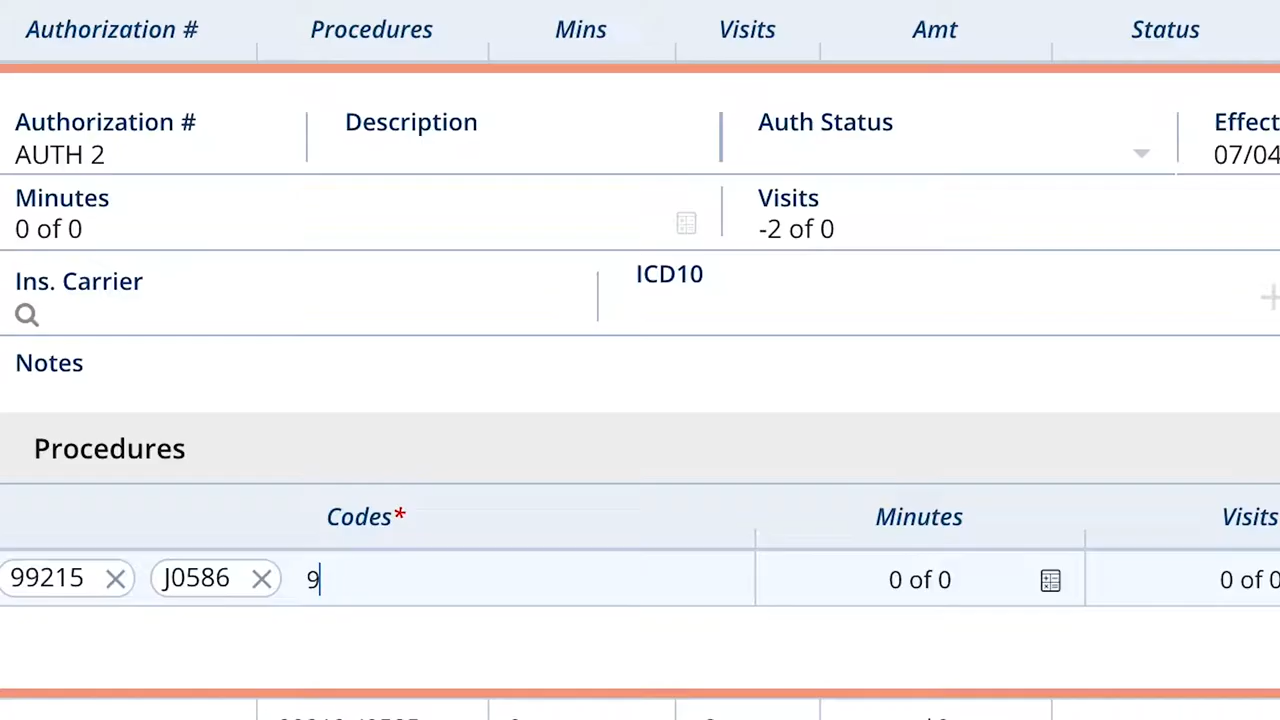 Authorization # Procedures Mins Visits Amt Status
Authorization # Description Auth Status Effect
AUTH 2 07/04
Minutes Visits
0 of 0 -2 of 0
Ins. Carrier ICD10
Notes
Procedures
Codes* Minutes Visits
99215 J0586 9 0 of 0 0 of 0